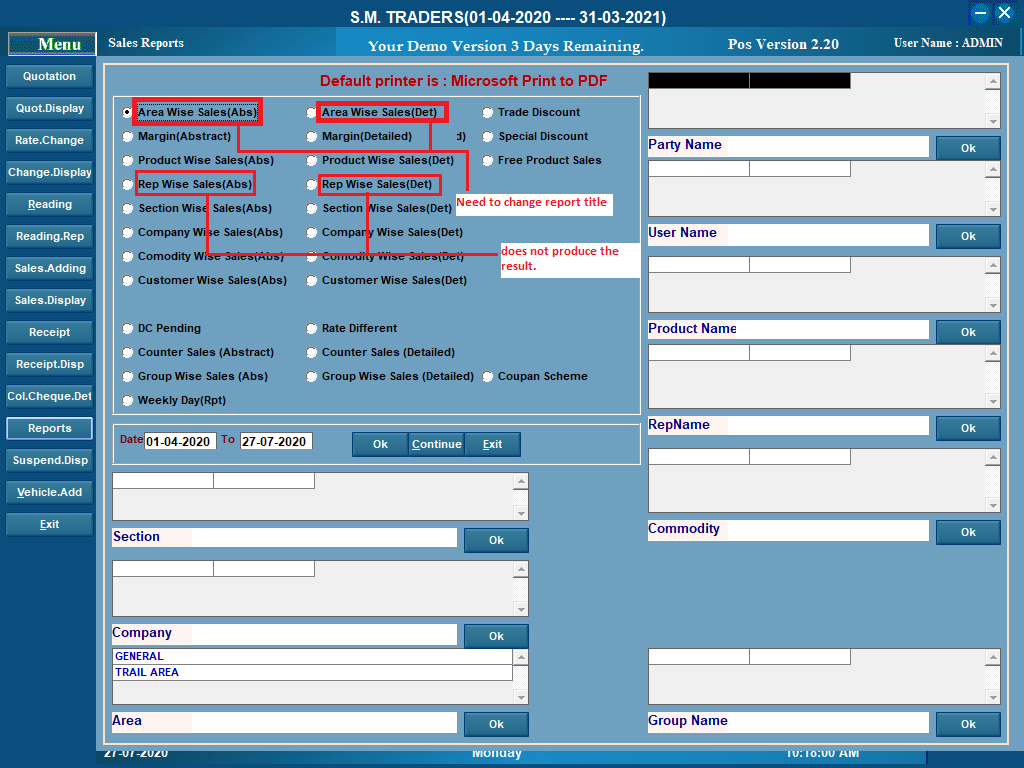 S.M. TRADERS(01-04-2020 ---- 31-03-2021)
Menu
Sales Reports
Your Demo Version 3 Days Remaining.
Pos Version 2.20
User Name : ADMIN
Quotation
Quot.Display
Rate.Change
Change.Display
Reading
Reading.Rep
Sales.Adding
Sales.Display
Receipt
Receipt.Disp
Col.Cheque.Det
Reports
Suspend.Disp
Vehicle.Add
Exit
Default printer is : Microsoft Print to PDF
Area Wise Sales(Abs) Area Wise Sales(Det) Trade Discount
Margin(Abstract) Margin(Detailed) d) Special Discount
Product Wise Sales(Abs) Product Wise Sales(Det) Free Product Sales
Rep Wise Sales(Abs) Rep Wise Sales(Det)
Need to change report title
Section Wise Sales(Abs) Section Wise Sales(Det)
Company Wise Sales(Abs) Company Wise Sales(Det)
does not produce the
result.
Comodity Wise Sales(Abs) Comodity Wise Sales(Det)
Customer Wise Sales(Abs) Customer Wise Sales(Det)
DC Pending Rate Different
Counter Sales (Abstract) Counter Sales (Detailed)
Group Wise Sales (Abs) Group Wise Sales (Detailed) Coupan Scheme
Weekly Day(Rpt)
Date 01-04-2020 To 27-07-2020 Ok Continue Exit
Section Ok
Company Ok
GENERAL
TRAIL AREA
Area Ok
Party Name Ok
User Name Ok
Product Name Ok
RepName Ok
Commodity Ok
Group Name Ok
27-07-2020 Monday 10:18:00 AM